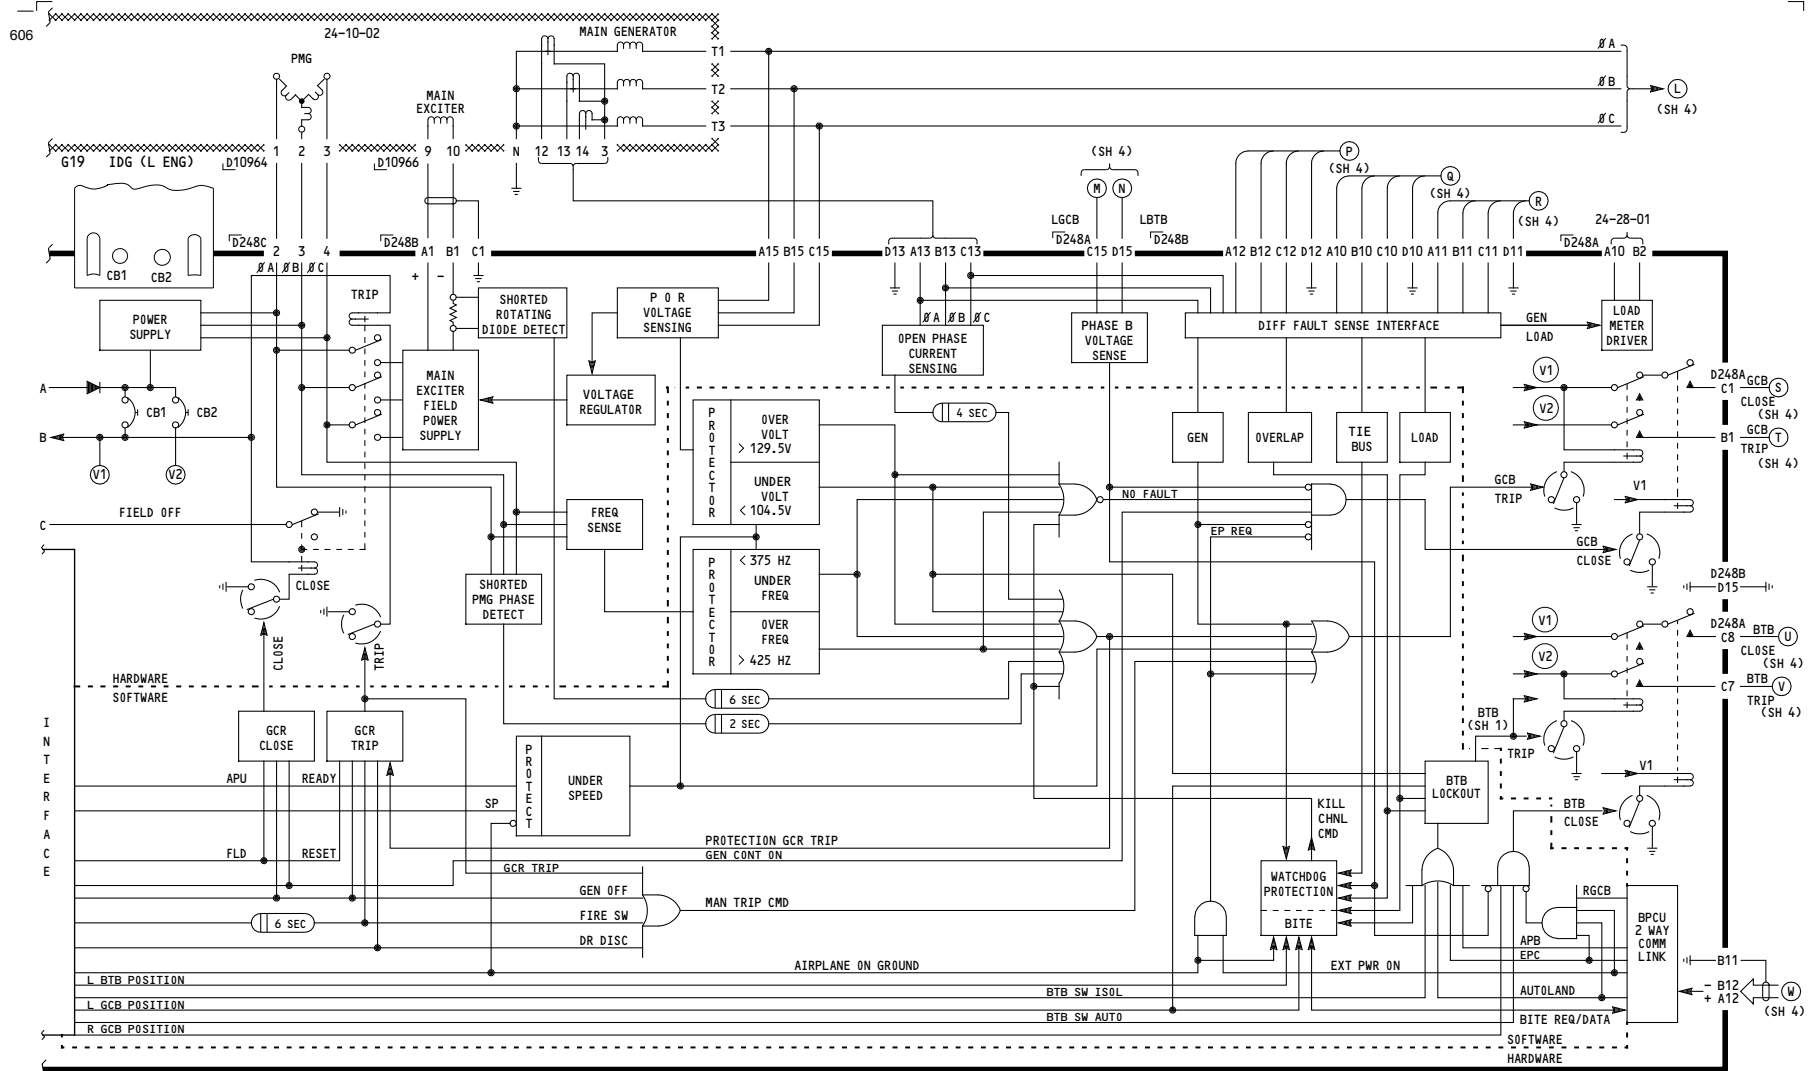 606
24-10-02
MAIN GENERATOR
PMG
MAIN
EXCITER
T1
T2
T3
ØA
ØB
ØC
L
(SH 4)
1 2 3
9 10
N 12 13 14 3
G19 IDG (L ENG)
D10964
D10966
(SH 4)
M N
P
(SH 4)
Q
(SH 4)
R
(SH 4)
24-28-01
LGCB
LBTB
D248C
2 3 4
D248B
A1 B1 C1
A15 B15 C15
D13 A13 B13 C13
D248A
C15 D15
D248B
A12 B12 C12 D12 A10 B10 C10 D10 A11 B11 C11 D11
D248A
A10 B2
CB1 CB2
ØA ØB ØC
+ −
TRIP
POWER
SUPPLY
SHORTED
ROTATING
DIODE DETECT
P O R
VOLTAGE
SENSING
ØA ØB ØC
OPEN PHASE
CURRENT
SENSING
PHASE B
VOLTAGE
SENSE
DIFF FAULT SENSE INTERFACE
GEN
LOAD
LOAD
METER
DRIVER
A
CB1 CB2
B
V1 V2
MAIN
EXCITER
FIELD
POWER
SUPPLY
VOLTAGE
REGULATOR
PROTECTOR
OVER
VOLT
> 129.5V
UNDER
VOLT
< 104.5V
4 SEC
GEN
OVERLAP
TIE
BUS
LOAD
V1
V2
D248A
C1
GCB
CLOSE
S
(SH 4)
B1
GCB
TRIP
T
(SH 4)
GCB
TRIP
V1
GCB
CLOSE
NO FAULT
EP REQ
C
FIELD OFF
FREQ
SENSE
CLOSE
SHORTED
PMG PHASE
DETECT
PROTECTOR
< 375 HZ
UNDER
FREQ
OVER
FREQ
> 425 HZ
D248B
D15
CLOSE
TRIP
V1
V2
D248A
C8
BTB
CLOSE
U
(SH 4)
C7
BTB
TRIP
V
(SH 4)
HARDWARE
SOFTWARE
6 SEC
2 SEC
BTB
(SH 1)
TRIP
V1
BTB
CLOSE
INTERFACE
GCR
CLOSE
GCR
TRIP
PROTECT
UNDER
SPEED
BTB
LOCKOUT
APU READY
SP
FLD RESET
KILL
CHNL
CMD
PROTECTION GCR TRIP
GEN CONT ON
GCR TRIP
GEN OFF
MAN TRIP CMD
6 SEC
FIRE SW
DR DISC
WATCHDOG
PROTECTION
BITE
RGCB
BPCU
2 WAY
COMM
LINK
APB
EPC
AIRPLANE ON GROUND
EXT PWR ON
B11
L BTB POSITION
BTB SW ISOL
AUTOLAND
− B12
+ A12
W
(SH 4)
L GCB POSITION
BTB SW AUTO
BITE REQ/DATA
R GCB POSITION
SOFTWARE
HARDWARE